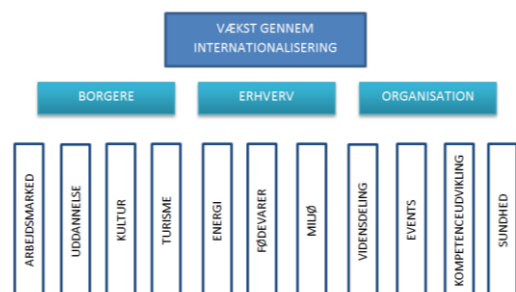 VÆKST GENNEM
INTERNATIONALISERING
BORGERE
ERHVERV
ORGANISATION
ARBEJDSMARKED
UDDANNELSE
KULTUR
TURISME
ENERGI
FØDEVARER
MILJØ
VIDENSDELING
EVENTS
KOMPETENCEUDVIKLING
SUNDHED